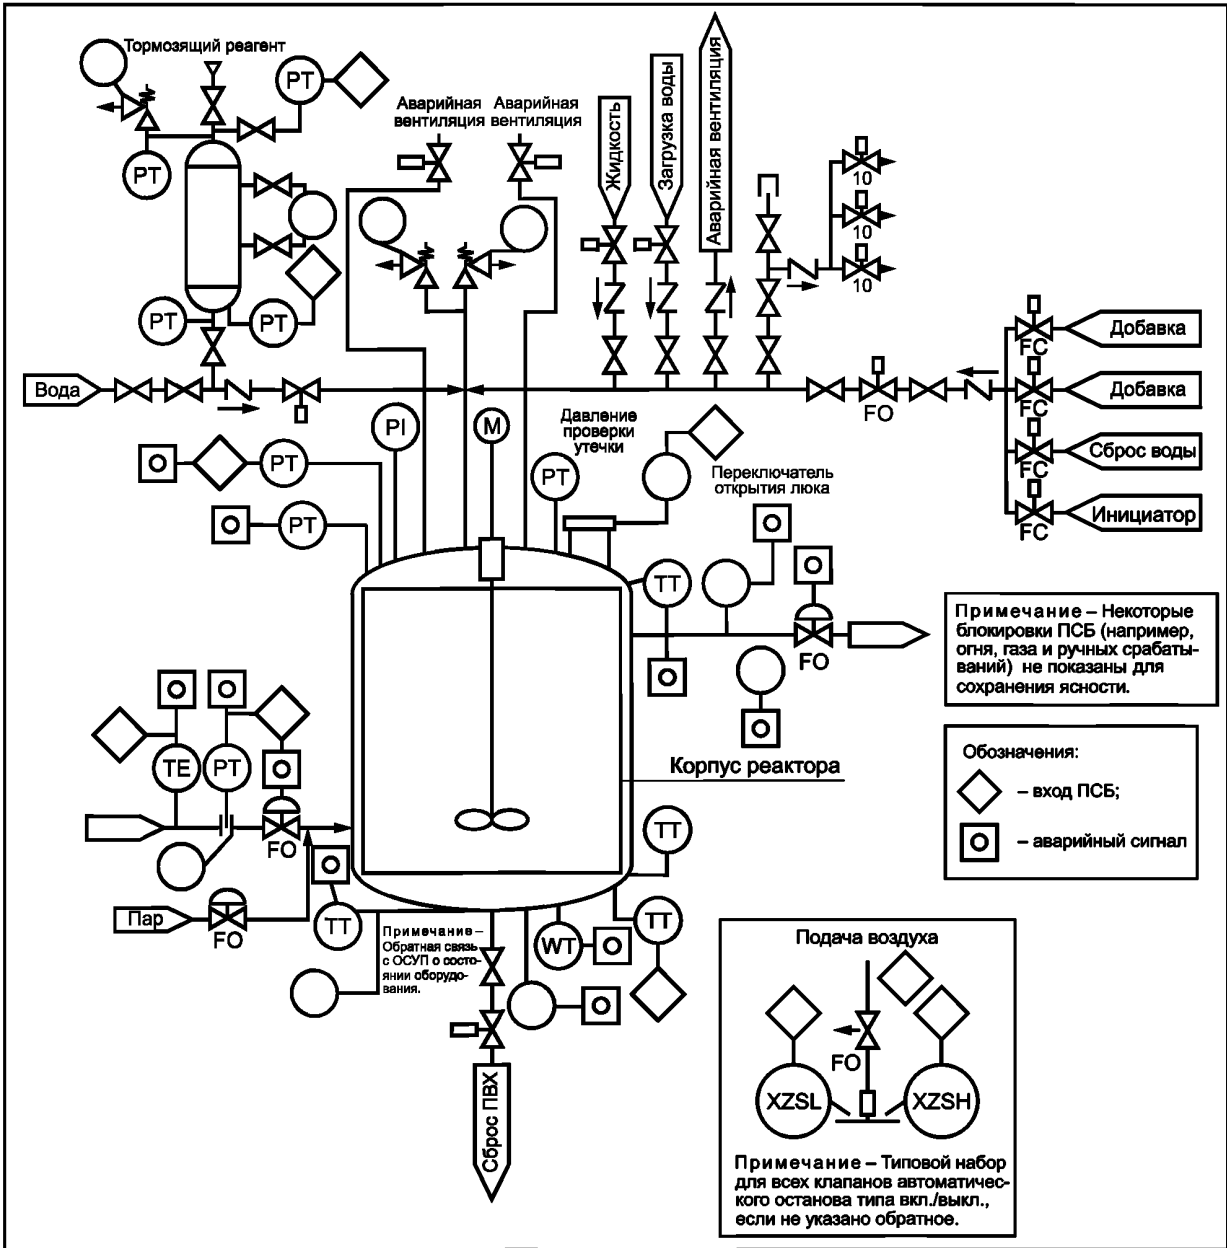 Тормозящий реагент
PT
PT
PT
PT
Аварийная
вентиляция
Аварийная
вентиляция
Жидкость
Загрузка воды
Аварийная вентиляция
10
10
10
Вода
FO
Добавка
FC
Добавка
FC
Сброс воды
FC
Инициатор
FC
PI
M
Давление
проверки
утечки
PT
PT
PT
Переключатель
открытия люка
TT
FO
Примечание – Некоторые
блокировки ПСБ (например,
огня, газа и ручных срабаты-
ваний) не показаны для
сохранения ясности.
Обозначения:
– вход ПСБ;
– аварийный сигнал
Корпус реактора
TE
PT
FO
TT
Пар
FO
TT
Примечание –
Обратная связь
с ОСУП о состо-
янии оборудо-
вания.
WT
TT
Сброс ПВХ
Подача воздуха
FO
XZSL
XZSH
Примечание – Типовой набор
для всех клапанов автоматичес-
кого останова типа вкл./выкл.,
если не указано обратное.